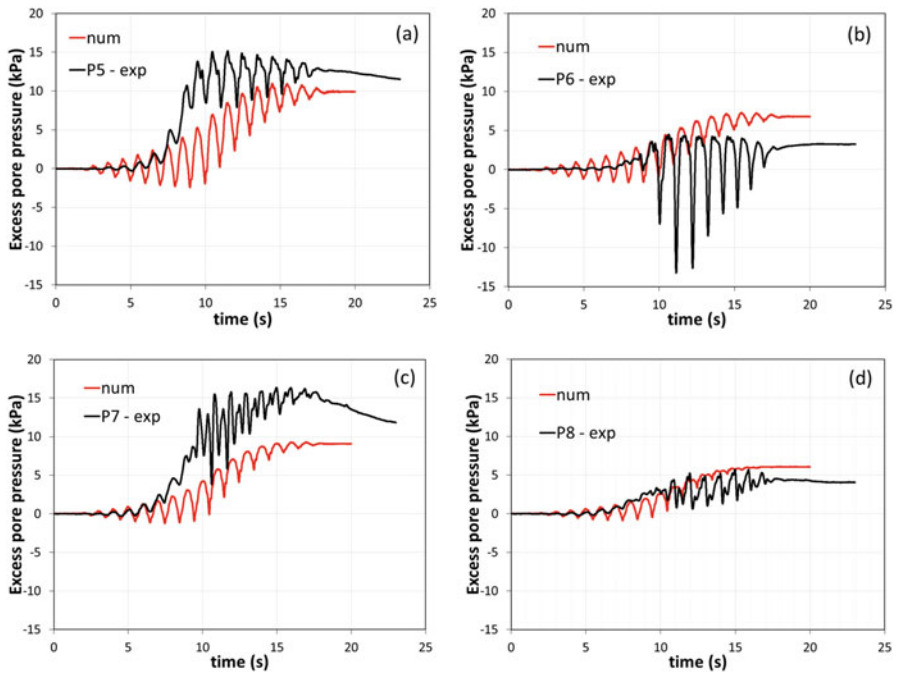 20
15
10
5
0
-5
-10
-15
0 5 10 15 20 25
Excess pore pressure (kPa)
time (s)
num
P5 - exp
(a)
20
15
10
5
0
-5
-10
-15
0 5 10 15 20 25
Excess pore pressure (kPa)
time (s)
num
P6 - exp
(b)
20
15
10
5
0
-5
-10
-15
0 5 10 15 20 25
Excess pore pressure (kPa)
time (s)
num
P7 - exp
(c)
20
15
10
5
0
-5
-10
-15
0 5 10 15 20 25
Excess pore pressure (kPa)
time (s)
num
P8 - exp
(d)